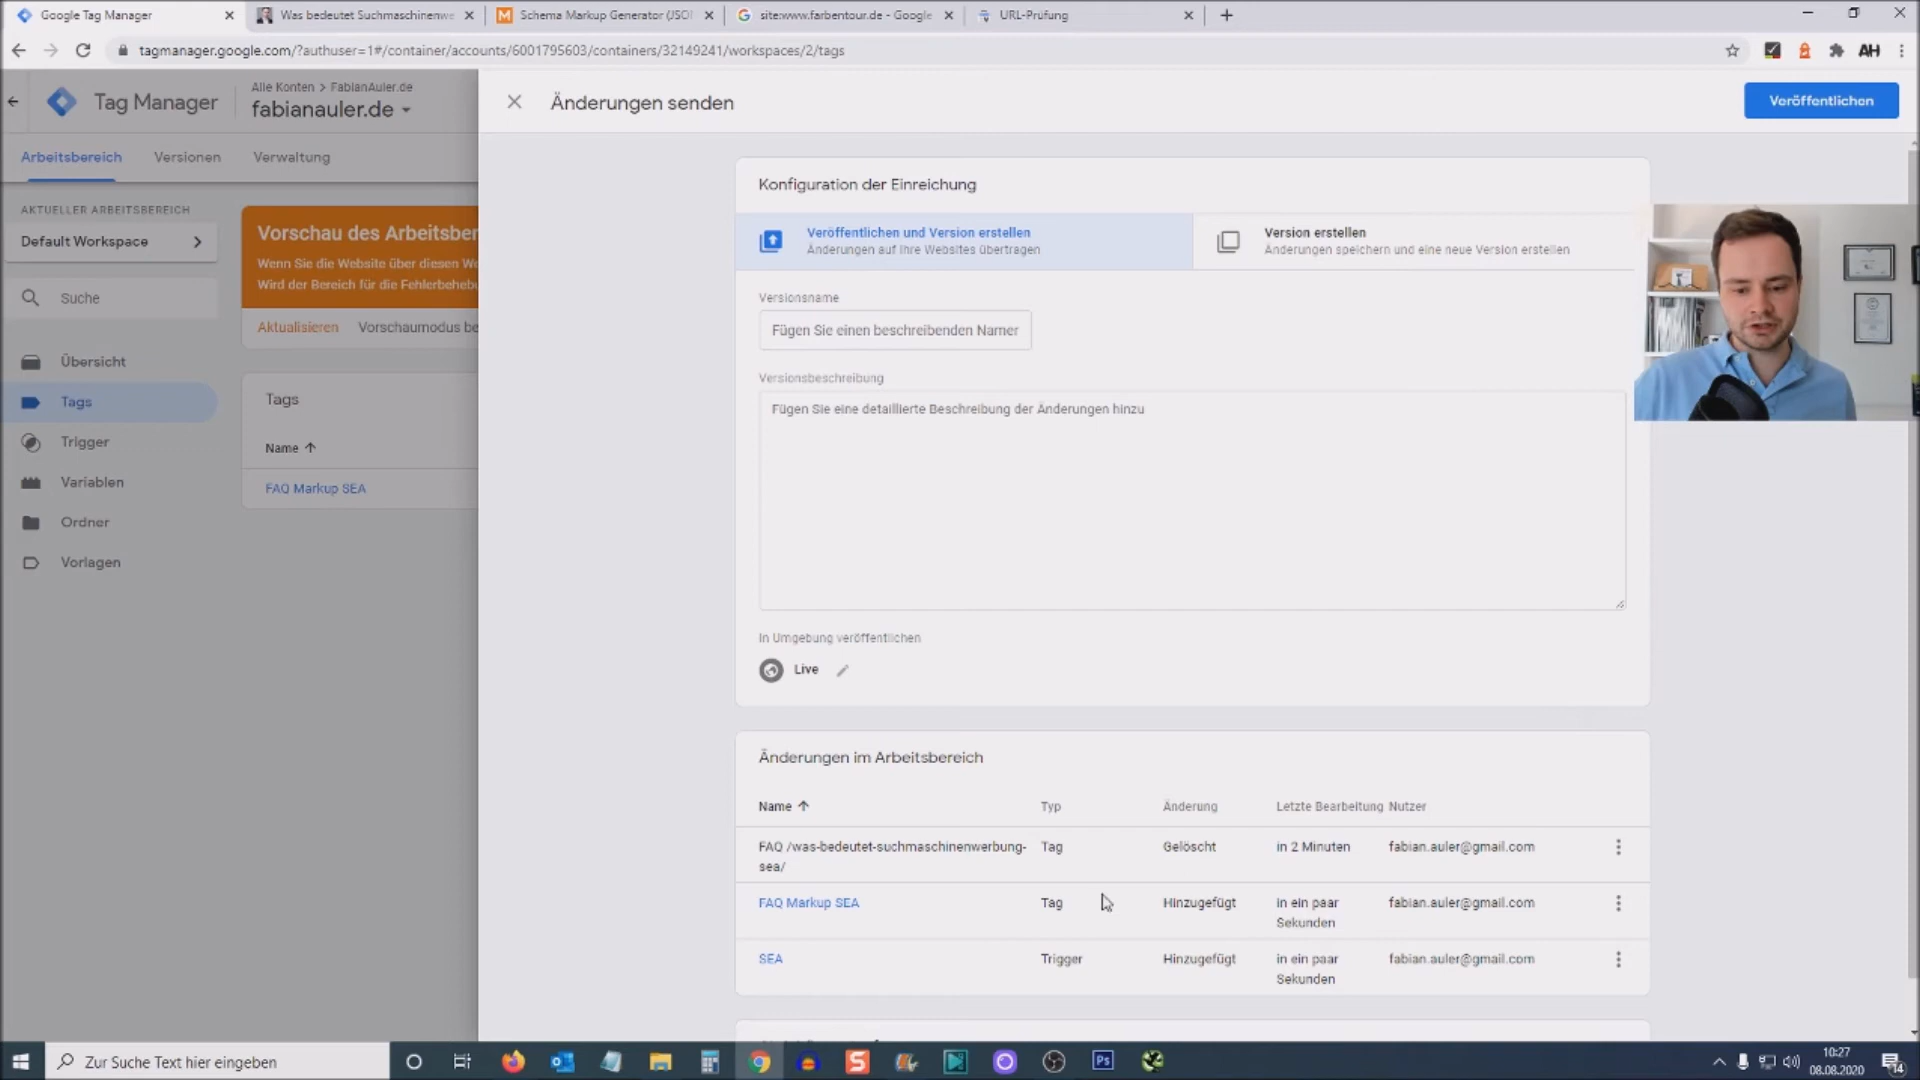 Google Tag Manager
Was bedeutet Suchmaschinenwe
Schema Markup Generator (JSO
site:www.farbentour.de - Google
URL-Prüfung
tagmanager.google.com/?authuser=1#/container/accounts/6001795603/containers/32149241/workspaces/2/tags
AH
Tag Manager
Alle Konten > FabianAuler.de
fabianauler.de
Änderungen senden
Veröffentlichen
Arbeitsbereich
Versionen
Verwaltung
AKTUELLER ARBEITSBEREICH
Default Workspace
Suche
Übersicht
Tags
Trigger
Variablen
Ordner
Vorlagen
Vorschau des Arbeitsber
Wenn Sie die Website über diesen We
Wird der Bereich für die Fehlerbehebu
Aktualisieren
Vorschaumodus be
Tags
Name
FAQ Markup SEA
Konfiguration der Einreichung
Veröffentlichen und Version erstellen
Änderungen auf Ihre Websites übertragen
Version erstellen
Änderungen speichern und eine neue Version erstellen
Versionsname
Fügen Sie einen beschreibenden Namer
Versionsbeschreibung
Fügen Sie eine detaillierte Beschreibung der Änderungen hinzu
In Umgebung veröffentlichen
Live
Änderungen im Arbeitsbereich
Name Typ Änderung Letzte Bearbeitung Nutzer
FAQ /was-bedeutet-suchmaschinenwerbung- Tag Gelöscht in 2 Minuten fabian.auler@gmail.com
sea/
FAQ Markup SEA Tag Hinzugefügt in ein paar fabian.auler@gmail.com
Sekunden
SEA Trigger Hinzugefügt in ein paar fabian.auler@gmail.com
Sekunden
Zur Suche Text hier eingeben
S
Ps
10:27
08.08.2020
14